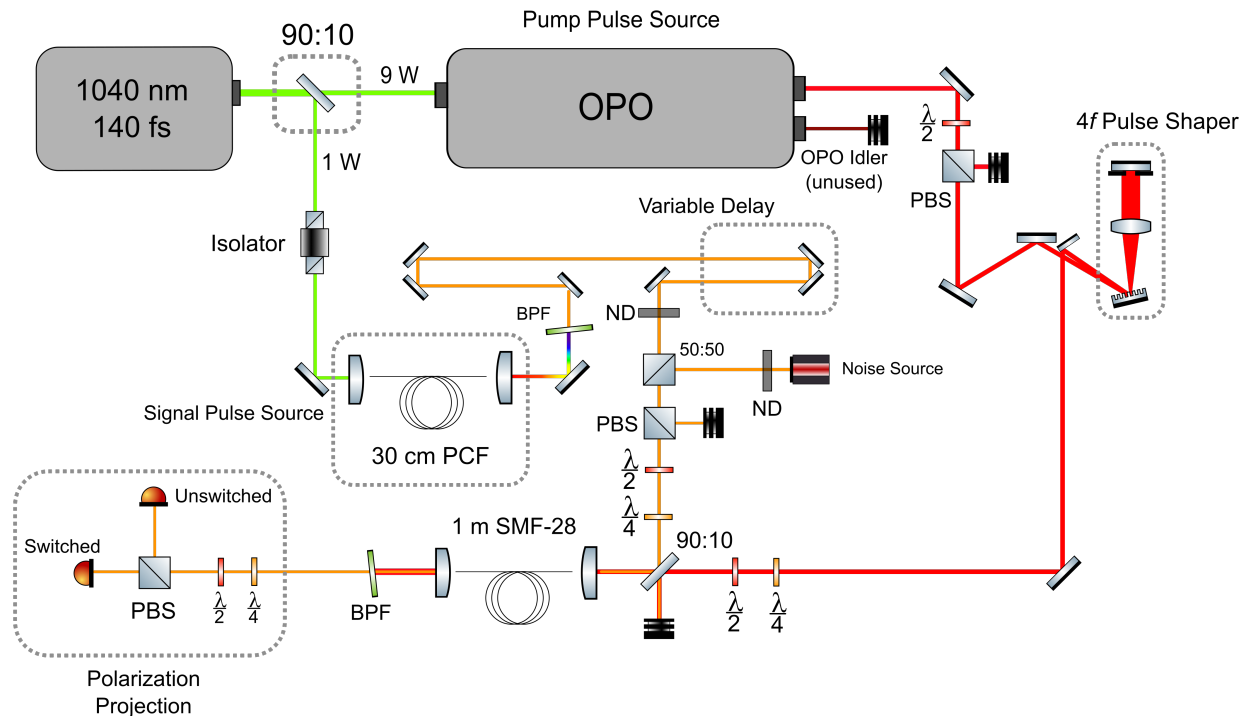 Pump Pulse Source
90:10
1040 nm
140 fs
9 W
OPO
1 W
λ
2
4f Pulse Shaper
OPO Idler
(unused)
PBS
Isolator
Variable Delay
BPF
ND
50:50
Noise Source
ND
Signal Pulse Source
30 cm PCF
PBS
λ
2
λ
4
Unswitched
Switched
1 m SMF-28
90:10
PBS
λ
2
λ
4
BPF
λ
2
λ
4
Polarization
Projection